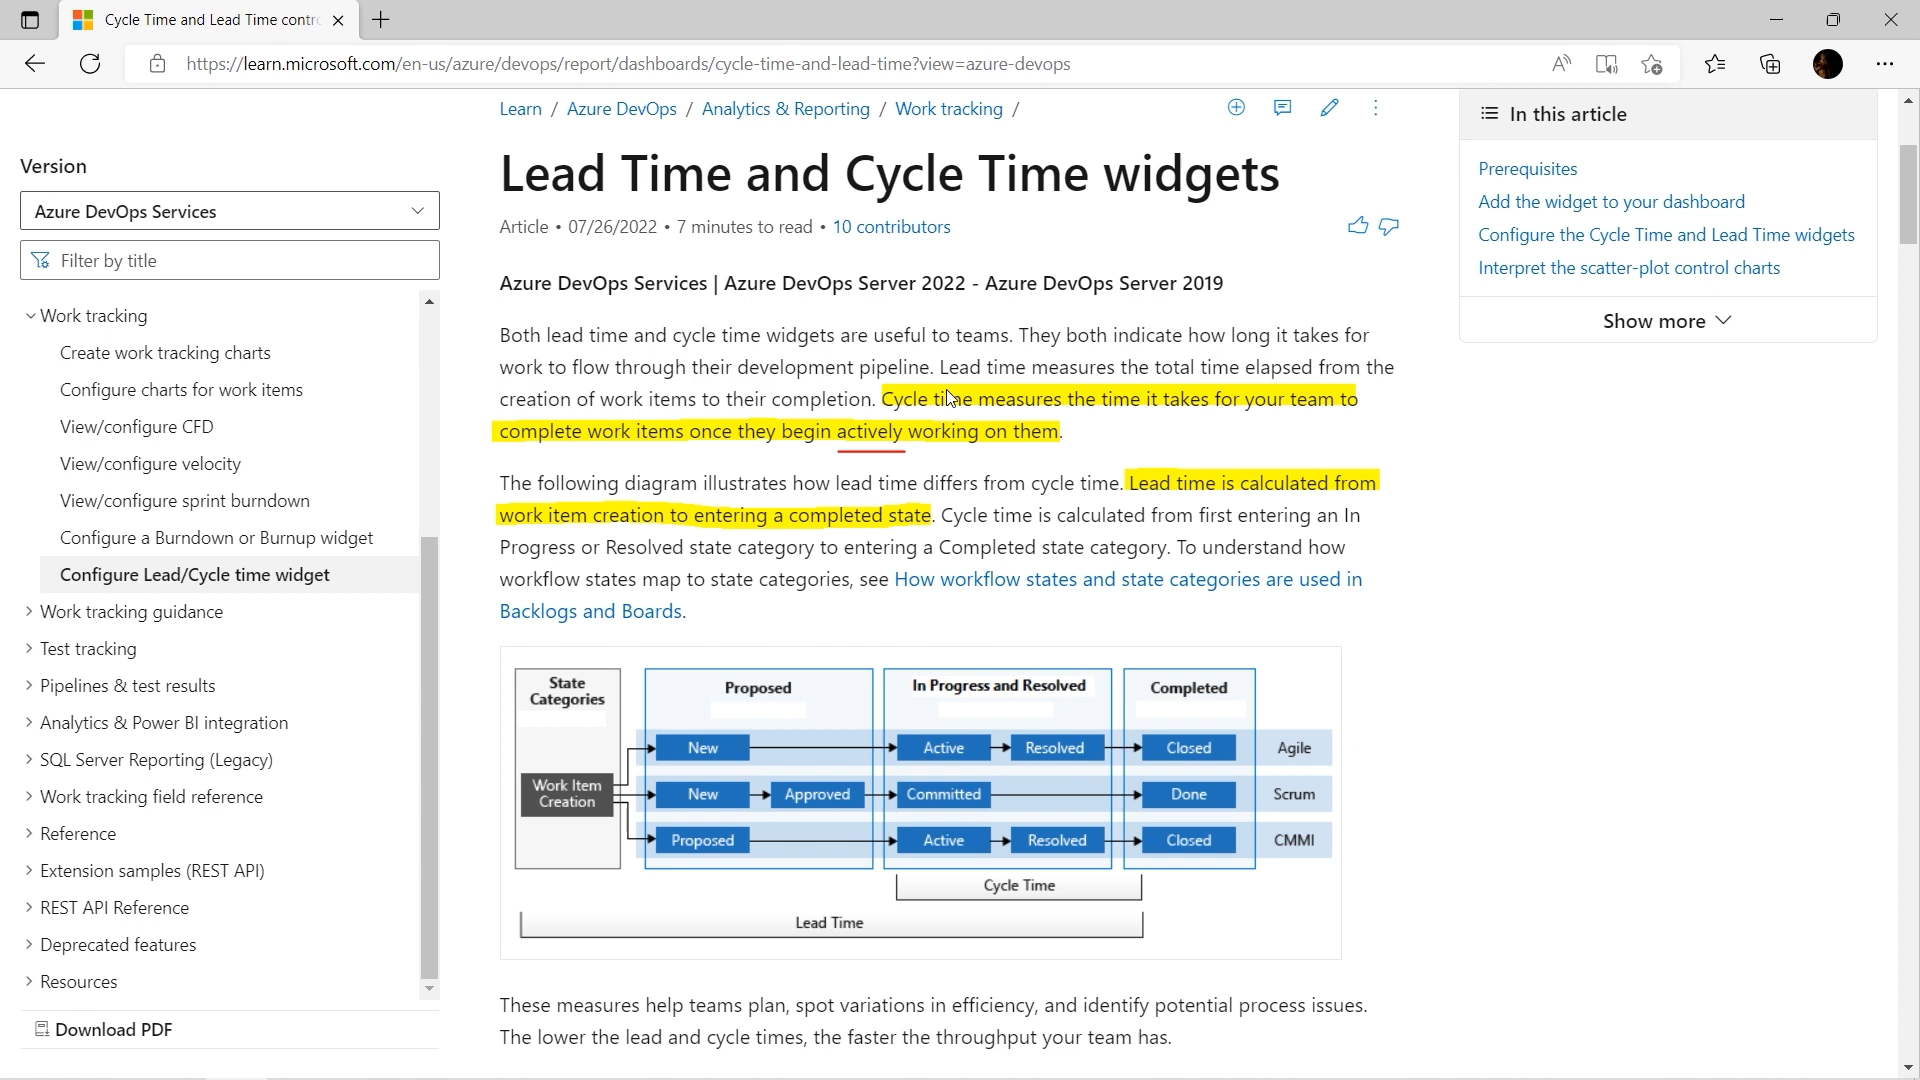 Cycle Time and Lead Time contro
https://learn.microsoft.com/en-us/azure/devops/report/dashboards/cycle-time-and-lead-time?view=azure-devops
Learn / Azure DevOps / Analytics & Reporting / Work tracking /
Version
Azure DevOps Services
Filter by title
Work tracking
Create work tracking charts
Configure charts for work items
View/configure CFD
View/configure velocity
View/configure sprint burndown
Configure a Burndown or Burnup widget
Configure Lead/Cycle time widget
Work tracking guidance
Test tracking
Pipelines & test results
Analytics & Power BI integration
SQL Server Reporting (Legacy)
Work tracking field reference
Reference
Extension samples (REST API)
REST API Reference
Deprecated features
Resources
Download PDF
Lead Time and Cycle Time widgets
Article • 07/26/2022 • 7 minutes to read • 10 contributors
Azure DevOps Services | Azure DevOps Server 2022 - Azure DevOps Server 2019
Both lead time and cycle time widgets are useful to teams. They both indicate how long it takes for
work to flow through their development pipeline. Lead time measures the total time elapsed from the
creation of work items to their completion. Cycle time measures the time it takes for your team to
complete work items once they begin actively working on them.
The following diagram illustrates how lead time differs from cycle time. Lead time is calculated from
work item creation to entering a completed state. Cycle time is calculated from first entering an In
Progress or Resolved state category to entering a Completed state category. To understand how
workflow states map to state categories, see How workflow states and state categories are used in
Backlogs and Boards.
State
Categories
Proposed
In Progress and Resolved
Completed
Work Item
Creation
New
Active
Resolved
Closed
Agile
New
Approved
Committed
Done
Scrum
Proposed
Active
Resolved
Closed
CMMI
Cycle Time
Lead Time
These measures help teams plan, spot variations in efficiency, and identify potential process issues.
The lower the lead and cycle times, the faster the throughput your team has.
In this article
Prerequisites
Add the widget to your dashboard
Configure the Cycle Time and Lead Time widgets
Interpret the scatter-plot control charts
Show more